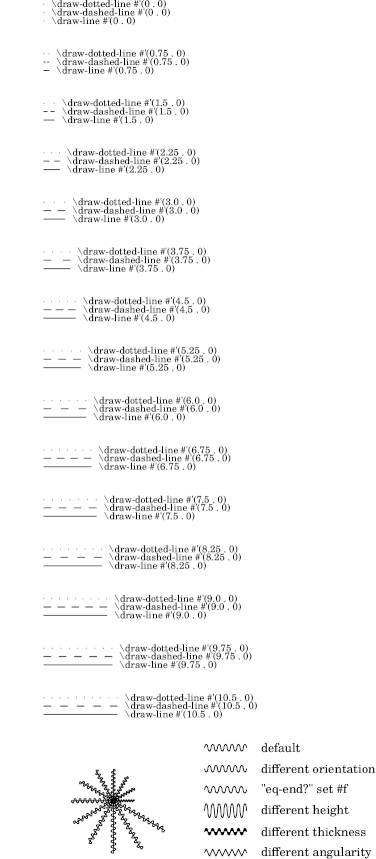 \draw-dotted-line #'(0 . 0)
\draw-dashed-line #'(0 . 0)
\draw-line #'(0 . 0)
\draw-dotted-line #'(0.75 . 0)
\draw-dashed-line #'(0.75 . 0)
\draw-line #'(0.75 . 0)
\draw-dotted-line #'(1.5 . 0)
\draw-dashed-line #'(1.5 . 0)
\draw-line #'(1.5 . 0)
\draw-dotted-line #'(2.25 . 0)
\draw-dashed-line #'(2.25 . 0)
\draw-line #'(2.25 . 0)
\draw-dotted-line #'(3.0 . 0)
\draw-dashed-line #'(3.0 . 0)
\draw-line #'(3.0 . 0)
\draw-dotted-line #'(3.75 . 0)
\draw-dashed-line #'(3.75 . 0)
\draw-line #'(3.75 . 0)
\draw-dotted-line #'(4.5 . 0)
\draw-dashed-line #'(4.5 . 0)
\draw-line #'(4.5 . 0)
\draw-dotted-line #'(5.25 . 0)
\draw-dashed-line #'(5.25 . 0)
\draw-line #'(5.25 . 0)
\draw-dotted-line #'(6.0 . 0)
\draw-dashed-line #'(6.0 . 0)
\draw-line #'(6.0 . 0)
\draw-dotted-line #'(6.75 . 0)
\draw-dashed-line #'(6.75 . 0)
\draw-line #'(6.75 . 0)
\draw-dotted-line #'(7.5 . 0)
\draw-dashed-line #'(7.5 . 0)
\draw-line #'(7.5 . 0)
\draw-dotted-line #'(8.25 . 0)
\draw-dashed-line #'(8.25 . 0)
\draw-line #'(8.25 . 0)
\draw-dotted-line #'(9.0 . 0)
\draw-dashed-line #'(9.0 . 0)
\draw-line #'(9.0 . 0)
\draw-dotted-line #'(9.75 . 0)
\draw-dashed-line #'(9.75 . 0)
\draw-line #'(9.75 . 0)
\draw-dotted-line #'(10.5 . 0)
\draw-dashed-line #'(10.5 . 0)
\draw-line #'(10.5 . 0)
default
different orientation
"eq-end?" set #f
different height
different thickness
different angularity